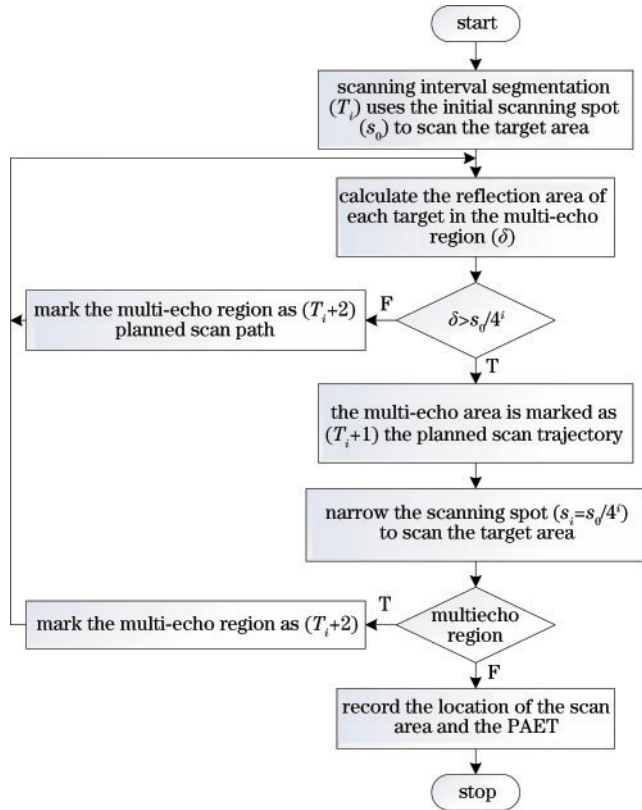 start
scanning interval segmentation
(Tᵢ) uses the initial scanning spot
(s₀) to scan the target area
calculate the reflection area of
each target in the multi-echo
region (δ)
δ>s₀/4ⁱ
F
mark the multi-echo region as (Tᵢ+2)
planned scan path
T
the multi-echo area is marked as
(Tᵢ+1) the planned scan trajectory
narrow the scanning spot (sᵢ=s₀/4ⁱ)
to scan the target area
multiecho
region
T
mark the multi-echo region as (Tᵢ+2)
F
record the location of the scan
area and the PAET
stop